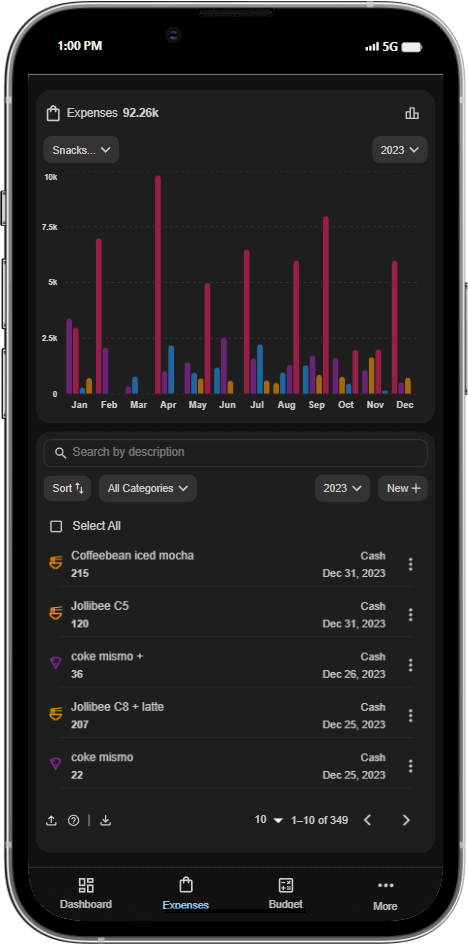 1:00 PM 5G
Expenses 92.26k
Snacks... 2023
10k
7.5k
5k
2.5k
0
Jan Feb Mar Apr May Jun Jul Aug Sep Oct Nov Dec
Search by description
Sort All Categories 2023 New +
Select All
Coffeebean iced mocha Cash
215 Dec 31, 2023
Jollibee C5 Cash
120 Dec 31, 2023
coke mismo + Cash
36 Dec 26, 2023
Jollibee C8 + latte Cash
207 Dec 25, 2023
coke mismo Cash
22 Dec 25, 2023
10 1–10 of 349
Dashboard Expenses Budget More